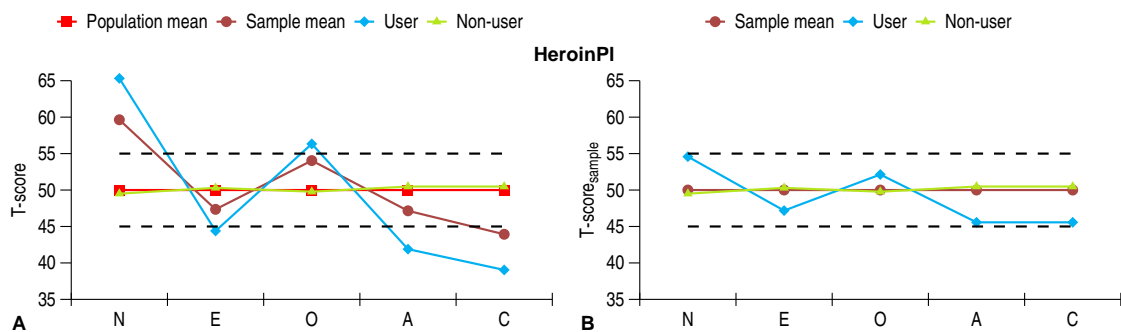 Population mean Sample mean User Non-user
Sample mean User Non-user
HeroinPl
T-score
65
60
55
50
45
40
35
N E O A C
A
T-scoresample
65
60
55
50
45
40
35
N E O A C
B